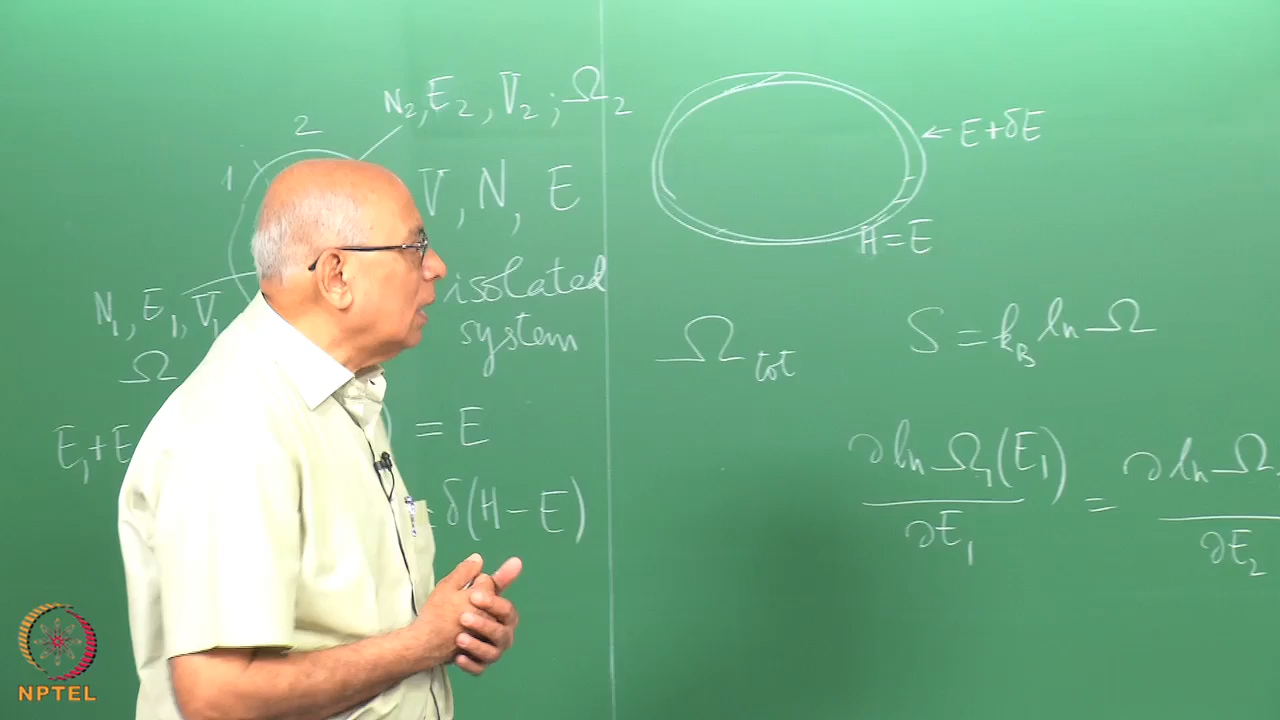 2
N₂, E₂, V₂ ; Ω₂
1
V, N, E
N₁, E₁, V₁
Ω
isolated
system
E₁+E
) = E
δ(H − E)
← E+δE
H=E
Ω tot
S = k_B ln Ω
∂ ln Ω₁(E₁) / ∂E₁ = ∂ ln Ω / ∂E₂
NPTEL